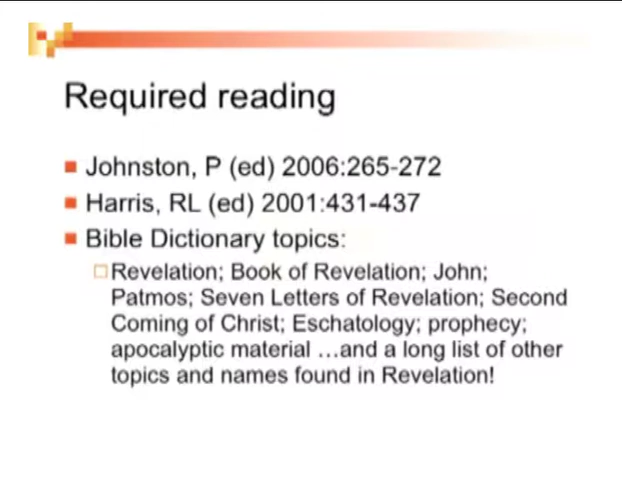 Required reading
Johnston, P (ed) 2006:265-272
Harris, RL (ed) 2001:431-437
Bible Dictionary topics:
Revelation; Book of Revelation; John;
Patmos; Seven Letters of Revelation; Second
Coming of Christ; Eschatology; prophecy;
apocalyptic material ...and a long list of other
topics and names found in Revelation!